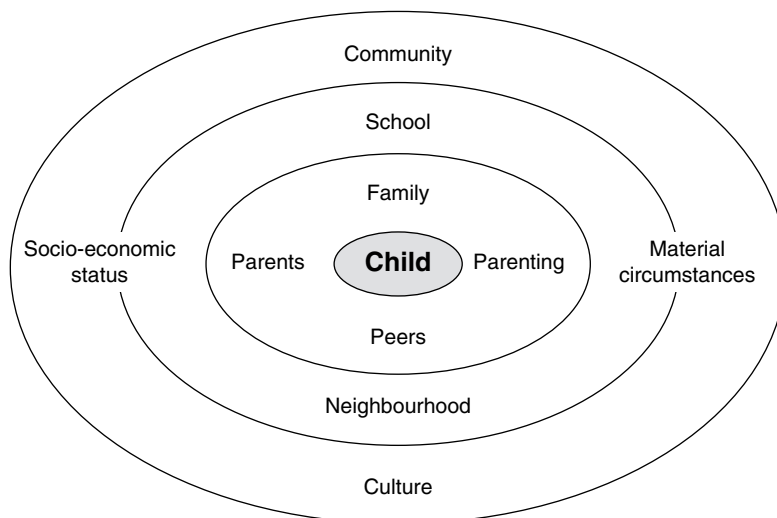 Community
School
Family
Socio-economic
status
Parents
Child
Parenting
Material
circumstances
Peers
Neighbourhood
Culture